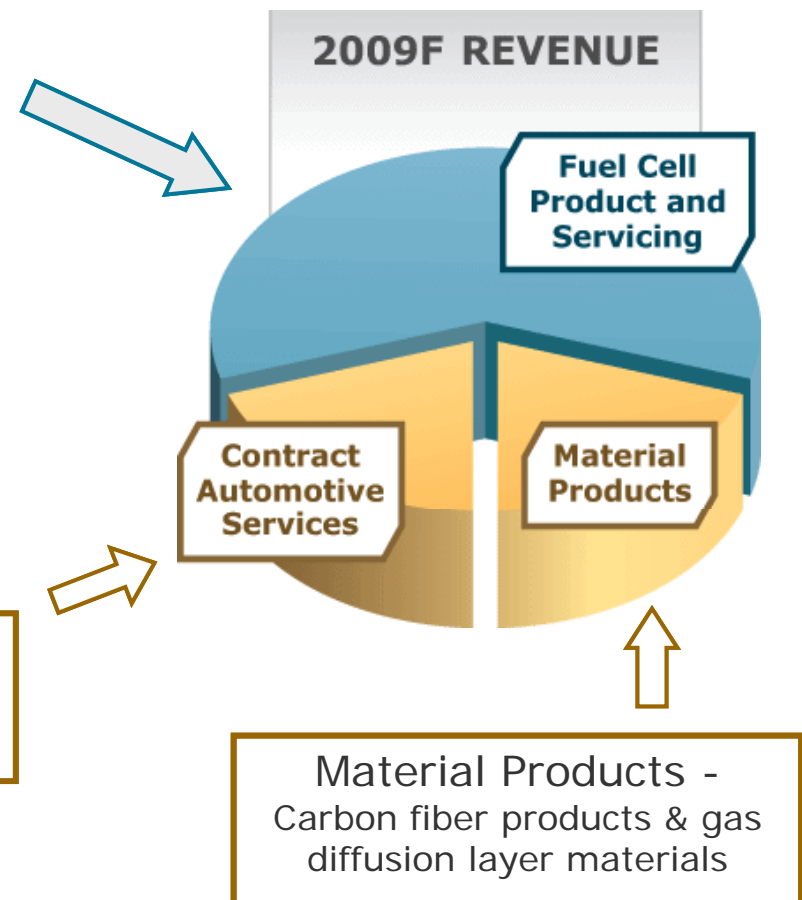 2009F REVENUE
Fuel Cell
Product and
Servicing
Contract
Automotive
Services
Material
Products
Material Products -
Carbon fiber products & gas
diffusion layer materials